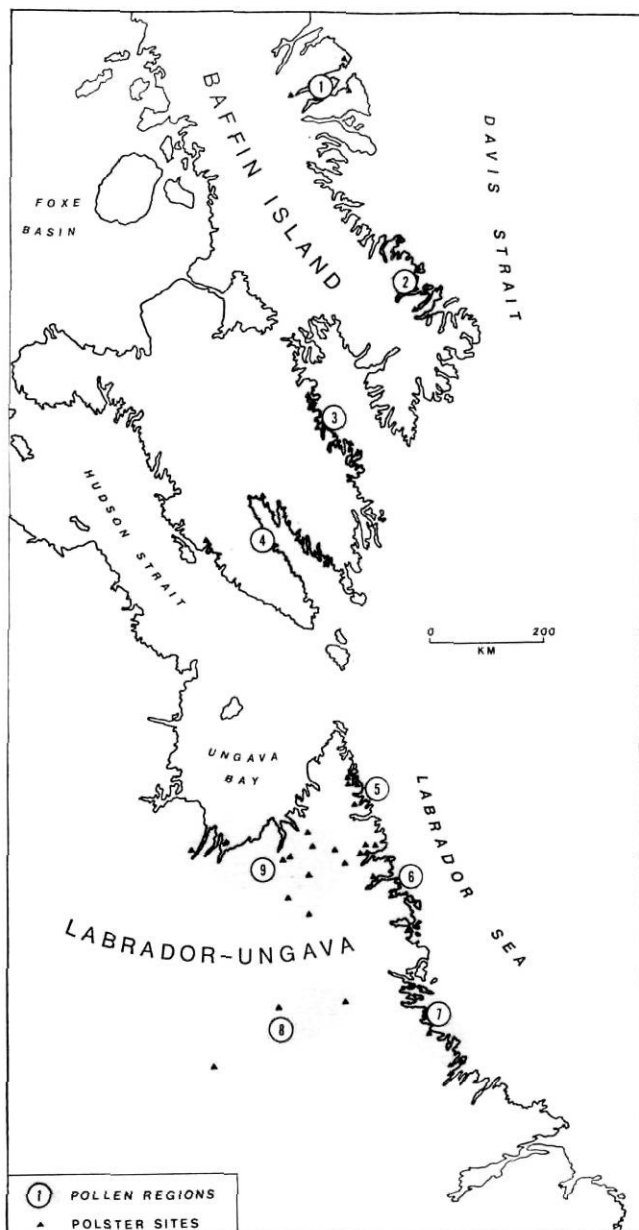 1
BAFFIN ISLAND
DAVIS STRAIT
FOXE
BASIN
2
3
HUDSON STRAIT
4
0 200
KM
UNGAVA
BAY
5
LABRADOR SEA
6
9
LABRADOR-UNGAVA
7
8
1 POLLEN REGIONS
POLSTER SITES